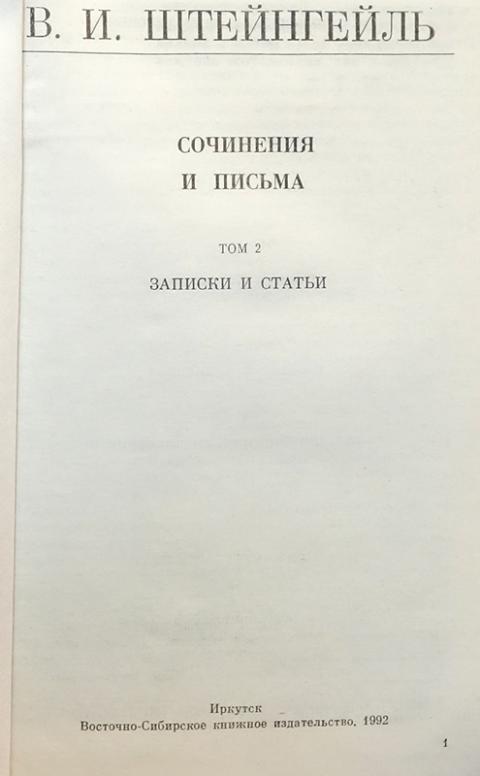 В. И. ШТЕЙНГЕЙЛЬ
СОЧИНЕНИЯ
И ПИСЬМА
ТОМ 2
ЗАПИСКИ И СТАТЬИ
Иркутск
Восточно-Сибирское книжное издательство, 1992
1